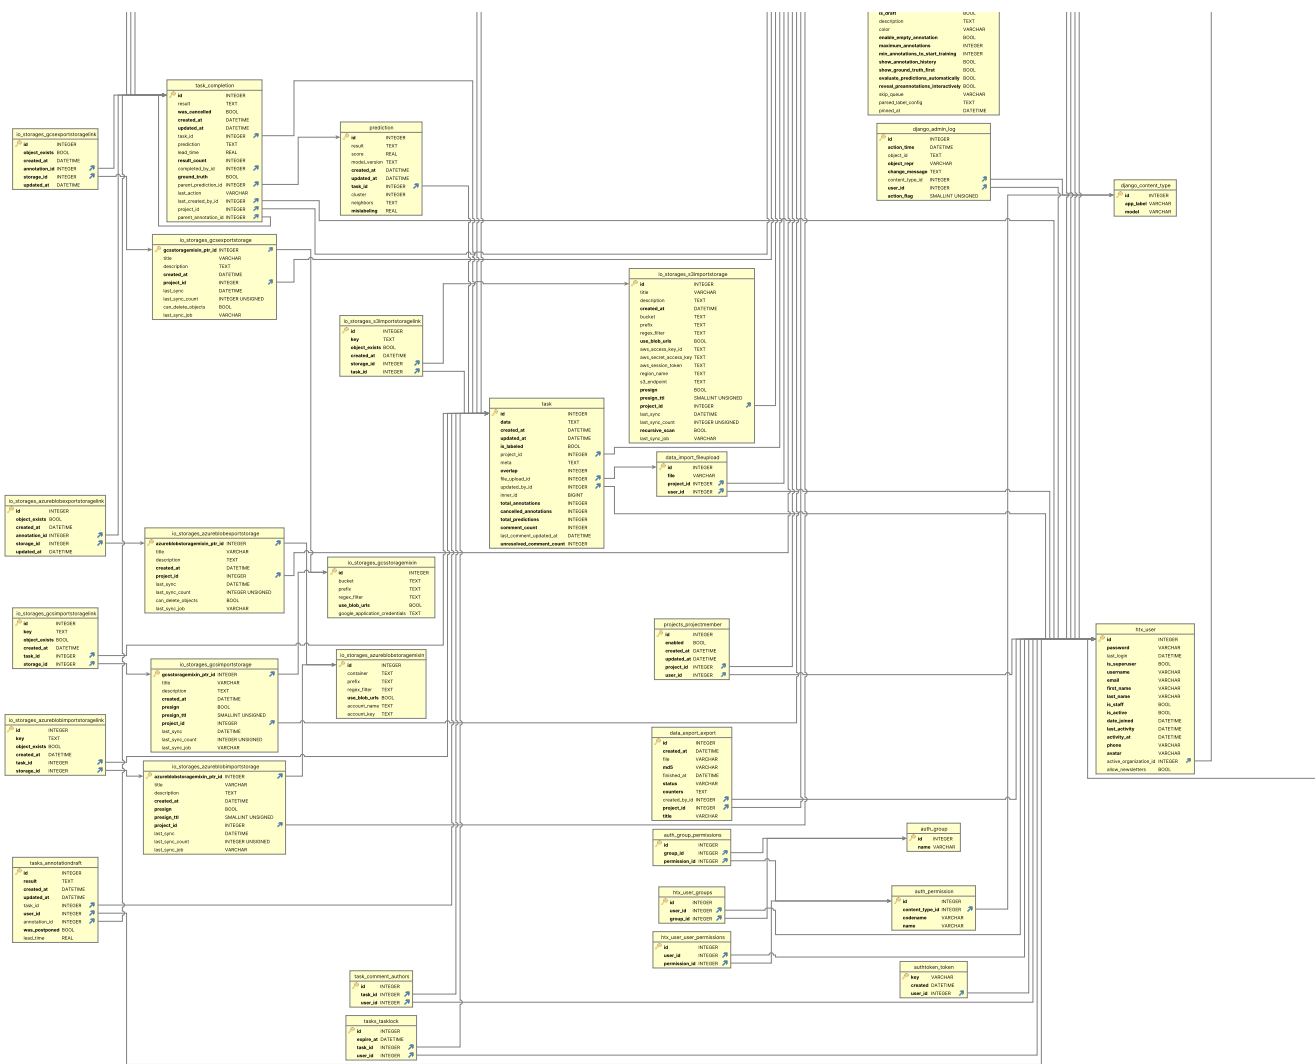 is_draft BOOL
description TEXT
color VARCHAR
enable_empty_annotation BOOL
maximum_annotations INTEGER
min_annotations_to_start_training INTEGER
show_annotation_history BOOL
show_ground_truth_first BOOL
evaluate_predictions_automatically BOOL
reveal_preannotations_interactively BOOL
skip_queue VARCHAR
parsed_label_config TEXT
pinned_at DATETIME
task_completion
id INTEGER
result TEXT
was_cancelled BOOL
created_at DATETIME
updated_at DATETIME
task_id INTEGER
prediction TEXT
lead_time REAL
result_count INTEGER
completed_by_id INTEGER
ground_truth BOOL
parent_prediction_id INTEGER
last_action VARCHAR
last_created_by_id INTEGER
project_id INTEGER
parent_annotation_id INTEGER
prediction
id INTEGER
result TEXT
score REAL
model_version TEXT
created_at DATETIME
updated_at DATETIME
task_id INTEGER
cluster INTEGER
neighbors TEXT
mislabeling REAL
django_admin_log
id INTEGER
action_time DATETIME
object_id TEXT
object_repr VARCHAR
change_message TEXT
content_type_id INTEGER
user_id INTEGER
action_flag SMALLINT UNSIGNED
io_storages_gcsexportstoragelink
id INTEGER
object_exists BOOL
created_at DATETIME
annotation_id INTEGER
storage_id INTEGER
updated_at DATETIME
django_content_type
id INTEGER
app_label VARCHAR
model VARCHAR
io_storages_gcsexportstorage
gcsstoragemixin_ptr_id INTEGER
title VARCHAR
description TEXT
created_at DATETIME
project_id INTEGER
last_sync DATETIME
last_sync_count INTEGER UNSIGNED
can_delete_objects BOOL
last_sync_job VARCHAR
io_storages_s3importstorage
id INTEGER
title VARCHAR
description TEXT
created_at DATETIME
bucket TEXT
prefix TEXT
regex_filter TEXT
use_blob_urls BOOL
aws_access_key_id TEXT
aws_secret_access_key TEXT
aws_session_token TEXT
region_name TEXT
s3_endpoint TEXT
presign BOOL
presign_ttl SMALLINT UNSIGNED
project_id INTEGER
last_sync DATETIME
last_sync_count INTEGER UNSIGNED
recursive_scan BOOL
last_sync_job VARCHAR
io_storages_s3importstoragelink
id INTEGER
key TEXT
object_exists BOOL
created_at DATETIME
storage_id INTEGER
task_id INTEGER
task
id INTEGER
data TEXT
created_at DATETIME
updated_at DATETIME
is_labeled BOOL
project_id INTEGER
meta TEXT
overlap INTEGER
file_upload_id INTEGER
updated_by_id INTEGER
inner_id BIGINT
total_annotations INTEGER
cancelled_annotations INTEGER
total_predictions INTEGER
comment_count INTEGER
last_comment_updated_at DATETIME
unresolved_comment_count INTEGER
data_import_fileupload
id INTEGER
file VARCHAR
project_id INTEGER
user_id INTEGER
io_storages_azureblobexportstoragelink
id INTEGER
object_exists BOOL
created_at DATETIME
annotation_id INTEGER
storage_id INTEGER
updated_at DATETIME
io_storages_azureblobexportstorage
azureblobstoragemixin_ptr_id INTEGER
title VARCHAR
description TEXT
created_at DATETIME
project_id INTEGER
last_sync DATETIME
last_sync_count INTEGER UNSIGNED
can_delete_objects BOOL
last_sync_job VARCHAR
io_storages_gcsstoragemixin
id INTEGER
bucket TEXT
prefix TEXT
regex_filter TEXT
use_blob_urls BOOL
google_application_credentials TEXT
io_storages_gcsimportstoragelink
id INTEGER
key TEXT
object_exists BOOL
created_at DATETIME
task_id INTEGER
storage_id INTEGER
projects_projectmember
id INTEGER
enabled BOOL
created_at DATETIME
updated_at DATETIME
project_id INTEGER
user_id INTEGER
htx_user
id INTEGER
password VARCHAR
last_login DATETIME
is_superuser BOOL
username VARCHAR
email VARCHAR
first_name VARCHAR
last_name VARCHAR
is_staff BOOL
is_active BOOL
date_joined DATETIME
last_activity DATETIME
activity_at DATETIME
phone VARCHAR
avatar VARCHAR
active_organization_id INTEGER
allow_newsletters BOOL
io_storages_gcsimportstorage
gcsstoragemixin_ptr_id INTEGER
title VARCHAR
description TEXT
created_at DATETIME
presign BOOL
presign_ttl SMALLINT UNSIGNED
project_id INTEGER
last_sync DATETIME
last_sync_count INTEGER UNSIGNED
last_sync_job VARCHAR
io_storages_azureblobstoragemixin
id INTEGER
container TEXT
prefix TEXT
regex_filter TEXT
use_blob_urls BOOL
account_name TEXT
account_key TEXT
io_storages_azureblobimportstoragelink
id INTEGER
key TEXT
object_exists BOOL
created_at DATETIME
task_id INTEGER
storage_id INTEGER
data_export_export
id INTEGER
created_at DATETIME
file VARCHAR
md5 VARCHAR
finished_at DATETIME
status VARCHAR
counters TEXT
created_by_id INTEGER
project_id INTEGER
title VARCHAR
io_storages_azureblobimportstorage
azureblobstoragemixin_ptr_id INTEGER
title VARCHAR
description TEXT
created_at DATETIME
presign BOOL
presign_ttl SMALLINT UNSIGNED
project_id INTEGER
last_sync DATETIME
last_sync_count INTEGER UNSIGNED
last_sync_job VARCHAR
auth_group_permissions
id INTEGER
group_id INTEGER
permission_id INTEGER
auth_group
id INTEGER
name VARCHAR
tasks_annotationdraft
id INTEGER
result TEXT
created_at DATETIME
updated_at DATETIME
task_id INTEGER
user_id INTEGER
annotation_id INTEGER
was_postponed BOOL
lead_time REAL
htx_user_groups
id INTEGER
user_id INTEGER
group_id INTEGER
auth_permission
id INTEGER
content_type_id INTEGER
codename VARCHAR
name VARCHAR
htx_user_user_permissions
id INTEGER
user_id INTEGER
permission_id INTEGER
authtoken_token
key VARCHAR
created DATETIME
user_id INTEGER
task_comment_authors
id INTEGER
task_id INTEGER
user_id INTEGER
tasks_tasklock
id INTEGER
expire_at DATETIME
task_id INTEGER
user_id INTEGER